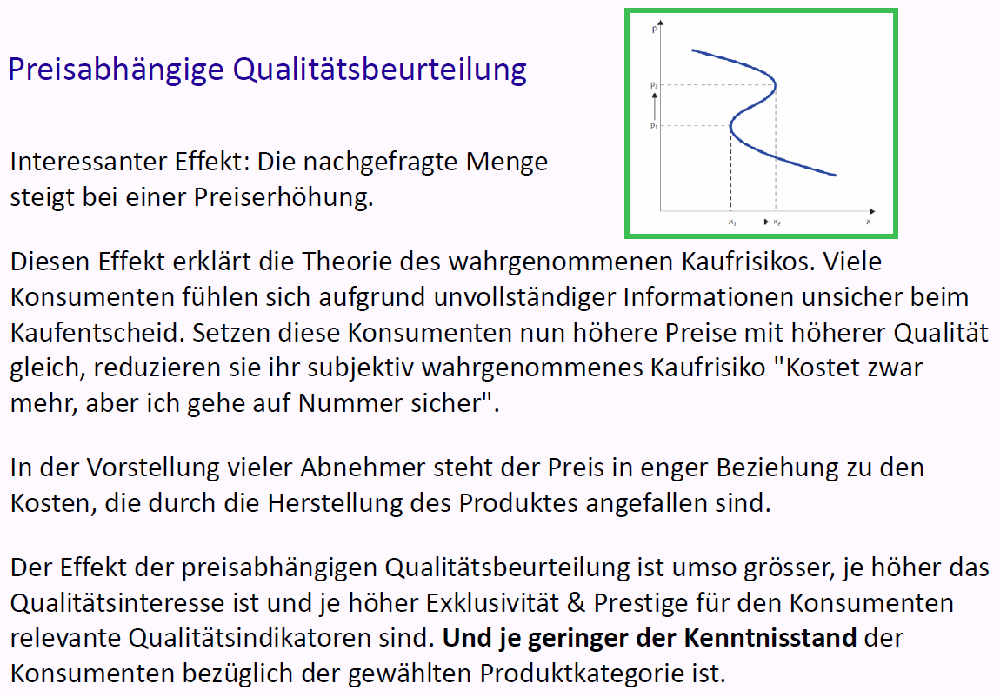 Preisabhängige Qualitätsbeurteilung
p
p₂
p₁
x₁
x₂
x
Interessanter Effekt: Die nachgefragte Menge
steigt bei einer Preiserhöhung.
Diesen Effekt erklärt die Theorie des wahrgenommenen Kaufrisikos. Viele
Konsumenten fühlen sich aufgrund unvollständiger Informationen unsicher beim
Kaufentscheid. Setzen diese Konsumenten nun höhere Preise mit höherer Qualität
gleich, reduzieren sie ihr subjektiv wahrgenommenes Kaufrisiko "Kostet zwar
mehr, aber ich gehe auf Nummer sicher".
In der Vorstellung vieler Abnehmer steht der Preis in enger Beziehung zu den
Kosten, die durch die Herstellung des Produktes angefallen sind.
Der Effekt der preisabhängigen Qualitätsbeurteilung ist umso grösser, je höher das
Qualitätsinteresse ist und je höher Exklusivität & Prestige für den Konsumenten
relevante Qualitätsindikatoren sind. Und je geringer der Kenntnisstand der
Konsumenten bezüglich der gewählten Produktkategorie ist.